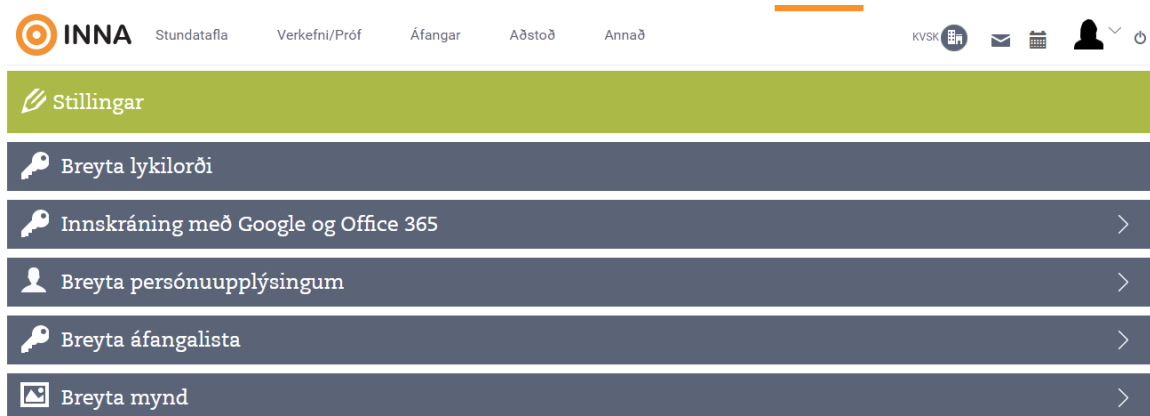 INNA Stundatafla Verkefni/Próf Áfangar Aðstoð Annað KVSK
Stillingar
Breyta lykilorði
Innskráning með Google og Office 365
Breyta persónuupplýsingum
Breyta áfangalista
Breyta mynd